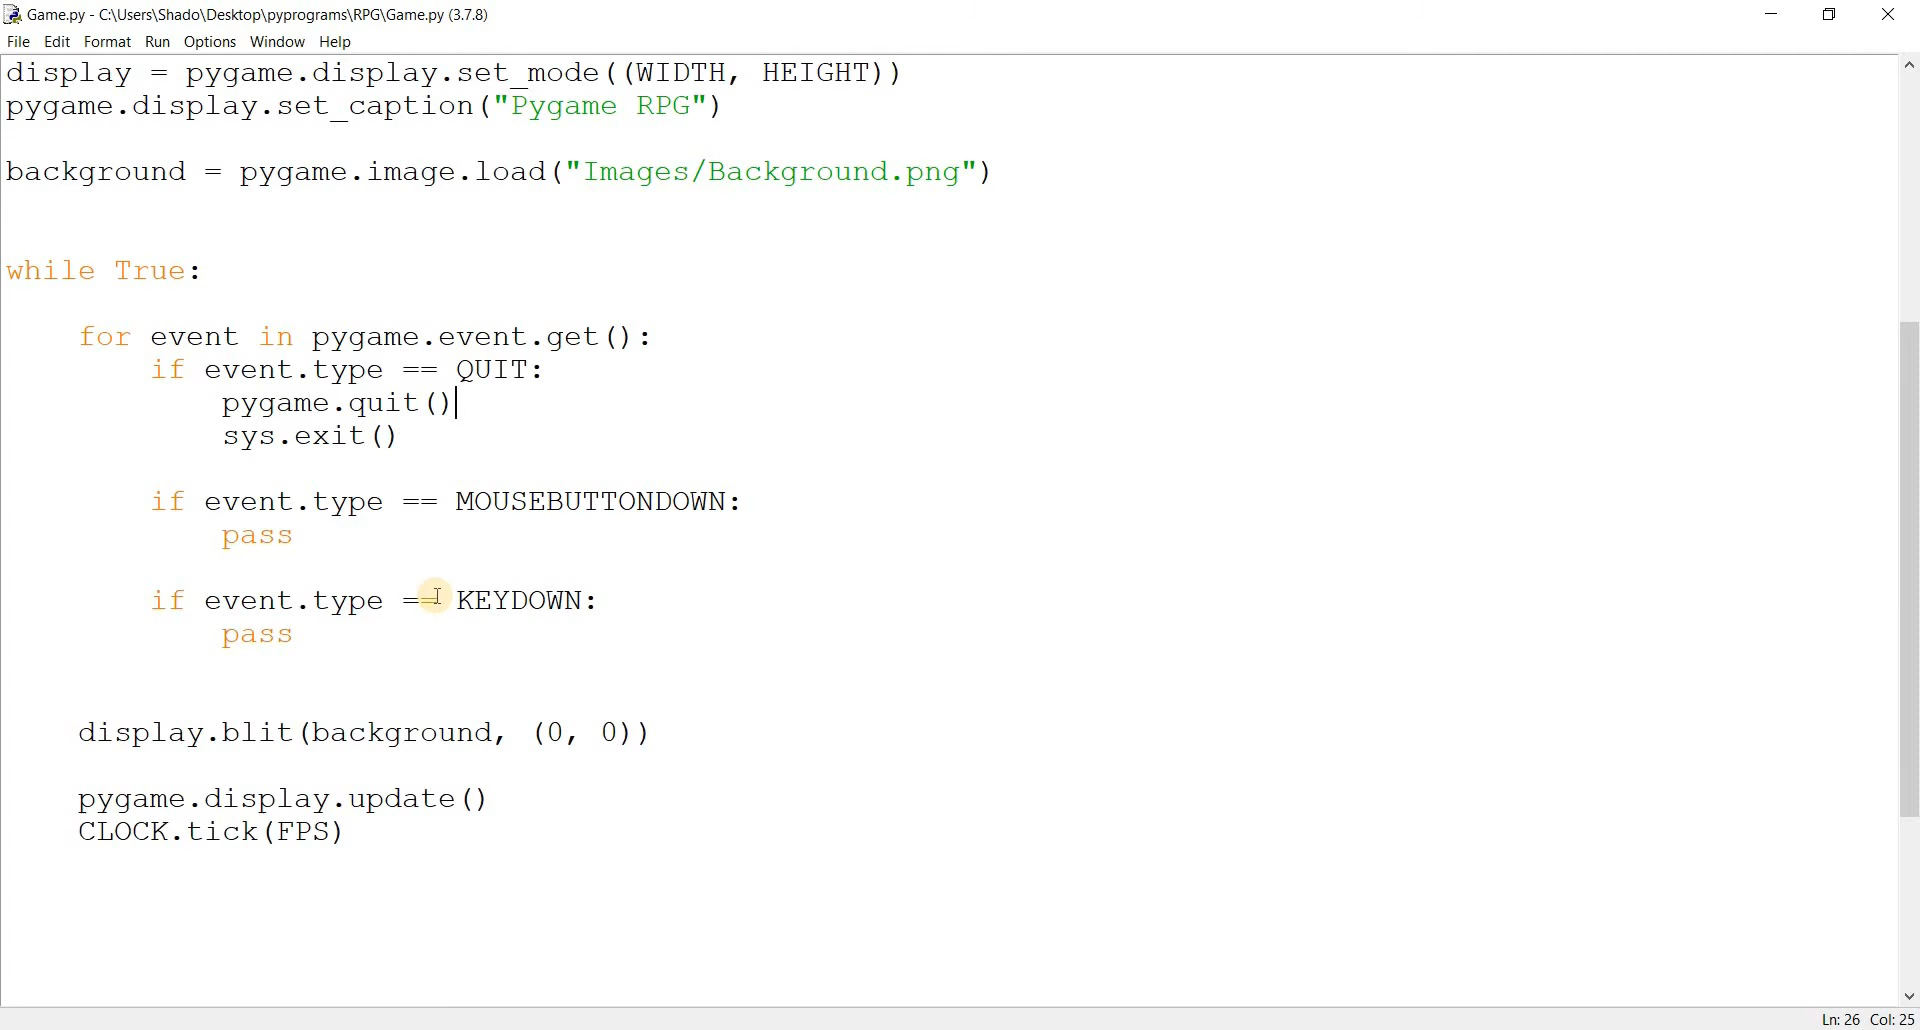 Game.py - C:\Users\Shado\Desktop\pyprograms\RPG\Game.py (3.7.8)
File Edit Format Run Options Window Help
display = pygame.display.set_mode((WIDTH, HEIGHT))
pygame.display.set_caption("Pygame RPG")
background = pygame.image.load("Images/Background.png")
while True:
for event in pygame.event.get():
if event.type == QUIT:
pygame.quit()
sys.exit()
if event.type == MOUSEBUTTONDOWN:
pass
if event.type == KEYDOWN:
pass
display.blit(background, (0, 0))
pygame.display.update()
CLOCK.tick(FPS)
Ln: 26 Col: 25